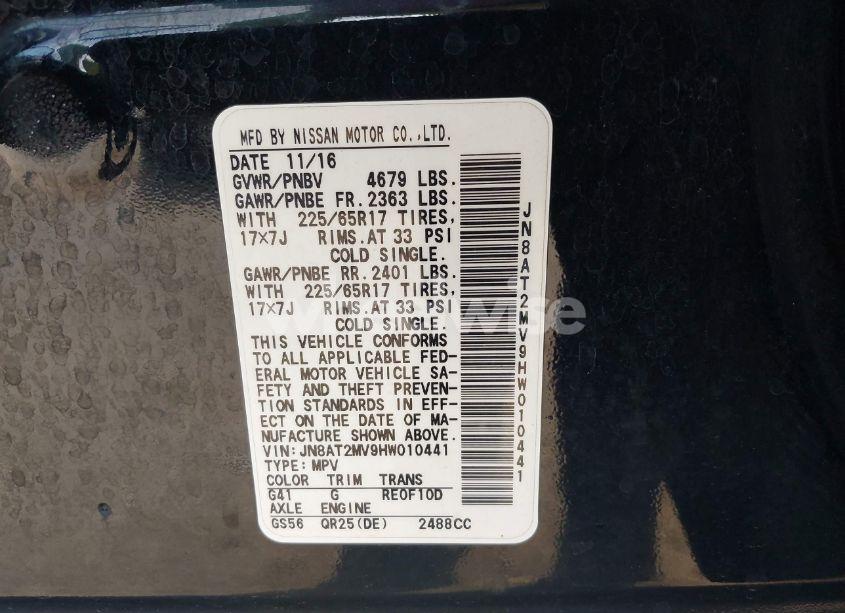 MFD BY NISSAN MOTOR CO.,LTD.
DATE 11/16
GVWR/PNBV 4679 LBS.
GAWR/PNBE FR. 2363 LBS.
WITH 225/65R17 TIRES,
17×7J RIMS. AT 33 PSI
COLD SINGLE.
GAWR/PNBE RR. 2401 LBS.
WITH 225/65R17 TIRES,
17×7J RIMS. AT 33 PSI
COLD SINGLE.
THIS VEHICLE CONFORMS
TO ALL APPLICABLE FED-
ERAL MOTOR VEHICLE SA-
FETY AND THEFT PREVEN-
TION STANDARDS IN EFF-
ECT ON THE DATE OF MA-
NUFACTURE SHOWN ABOVE.
VIN: JN8AT2MV9HW010441
TYPE: MPV
COLOR TRIM TRANS
G41 G RE0F10D
AXLE ENGINE
GS56 QR25(DE) 2488CC
JN8AT2MV9HW010441